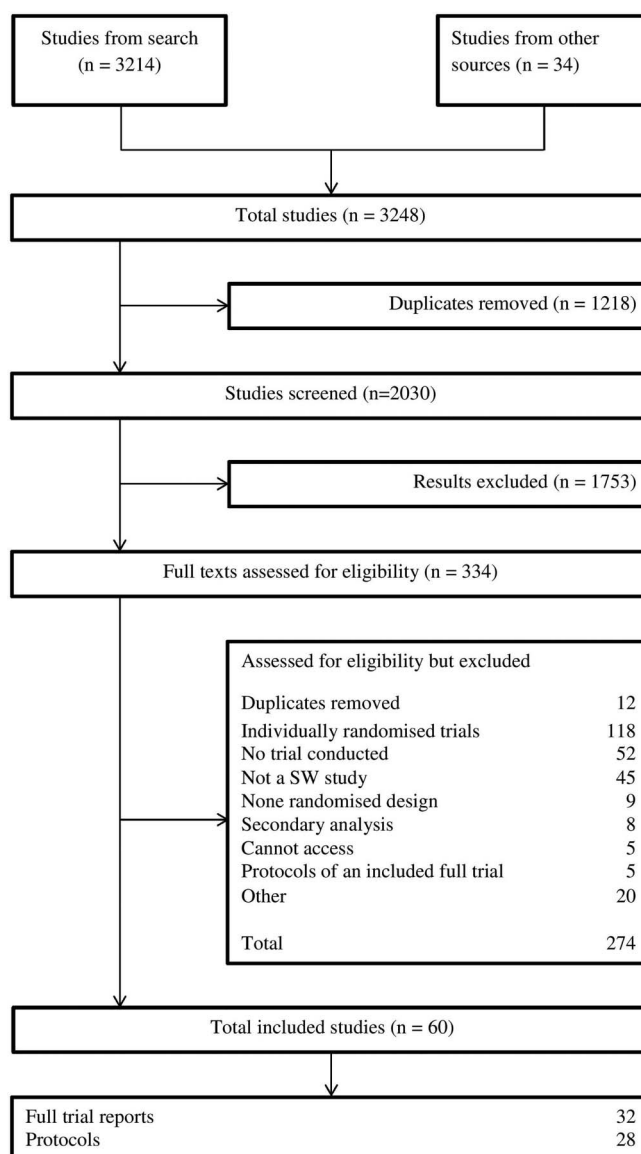 Studies from search
(n = 3214)
Studies from other
sources (n = 34)
Total studies (n = 3248)
Duplicates removed (n = 1218)
Studies screened (n=2030)
Results excluded (n = 1753)
Full texts assessed for eligibility (n = 334)
Assessed for eligibility but excluded
Duplicates removed 12
Individually randomised trials 118
No trial conducted 52
Not a SW study 45
None randomised design 9
Secondary analysis 8
Cannot access 5
Protocols of an included full trial 5
Other 20
Total 274
Total included studies (n = 60)
Full trial reports 32
Protocols 28